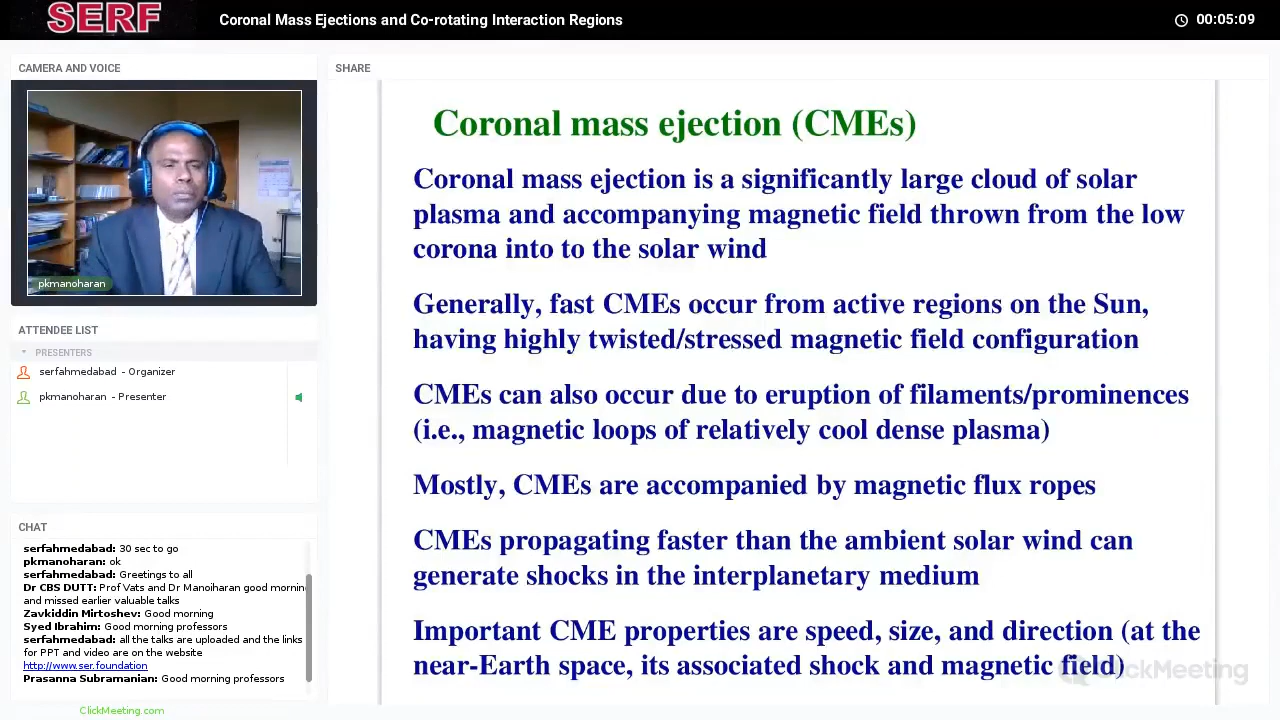 SERF
Coronal Mass Ejections and Co-rotating Interaction Regions
00:05:09
CAMERA AND VOICE
pkmanoharan
ATTENDEE LIST
PRESENTERS
serfahmedabad - Organizer
pkmanoharan - Presenter
CHAT
serfahmedabad: 30 sec to go
pkmanoharan: ok
serfahmedabad: Greetings to all
Dr CBS DUTT: Prof Vats and Dr Manoiharan good mornin
and missed earlier valuable talks
Zavkiddin Mirtoshev: Good morning
Syed Ibrahim: Good morning professors
serfahmedabad: all the talks are uploaded and the links
for PPT and video are on the website
http://www.ser.foundation
Prasanna Subramanian: Good morning professors
ClickMeeting.com
SHARE
Coronal mass ejection (CMEs)
Coronal mass ejection is a significantly large cloud of solar
plasma and accompanying magnetic field thrown from the low
corona into to the solar wind
Generally, fast CMEs occur from active regions on the Sun,
having highly twisted/stressed magnetic field configuration
CMEs can also occur due to eruption of filaments/prominences
(i.e., magnetic loops of relatively cool dense plasma)
Mostly, CMEs are accompanied by magnetic flux ropes
CMEs propagating faster than the ambient solar wind can
generate shocks in the interplanetary medium
Important CME properties are speed, size, and direction (at the
near-Earth space, its associated shock and magnetic field)
ClickMeeting